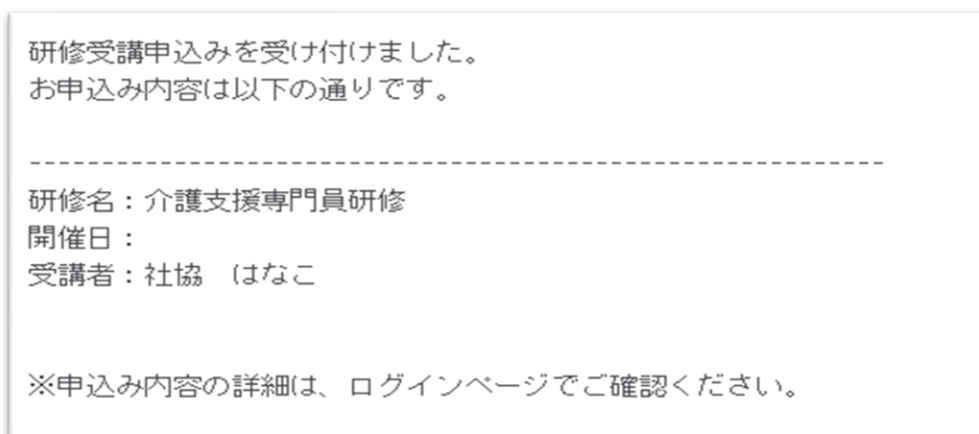 研修受講申込みを受け付けました。
お申込み内容は以下の通りです。
-----------------------------------------------------------
研修名：介護支援専門員研修
開催日：
受講者：社協　はなこ
※申込み内容の詳細は、ログインページでご確認ください。